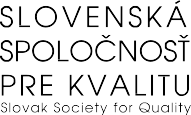 SLOVENSKÁ
SPOLOČNOSŤ
PRE KVALITU
Slovak Society for Quality